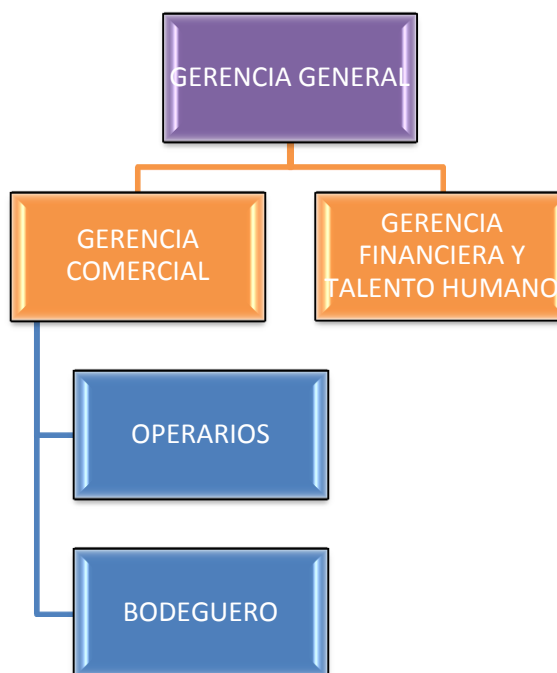 GERENCIA GENERAL
GERENCIA
COMERCIAL
GERENCIA
FINANCIERA Y
TALENTO HUMANO
OPERARIOS
BODEGUERO